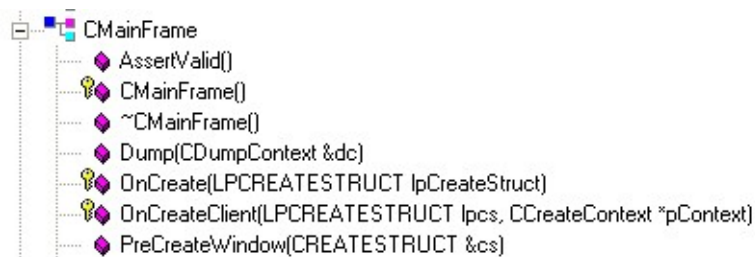 CMainFrame
AssertValid()
CMainFrame()
~CMainFrame()
Dump(CDumpContext &dc)
OnCreate(LPCREATESTRUCT lpCreateStruct)
OnCreateClient(LPCREATESTRUCT lpcs, CCreateContext *pContext)
PreCreateWindow(CREATESTRUCT &cs)